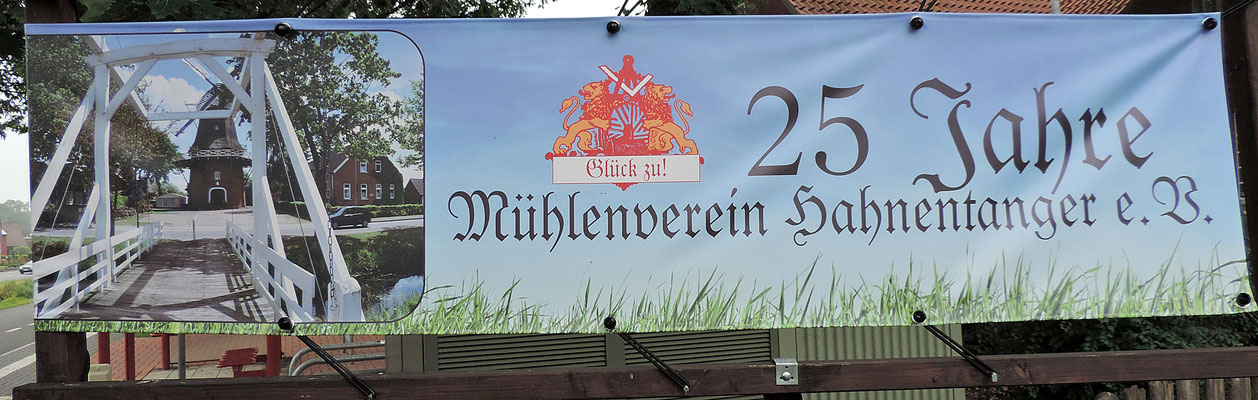 Glück zu!
25 Jahre
Mühlenverein Hahnentanger e.V.